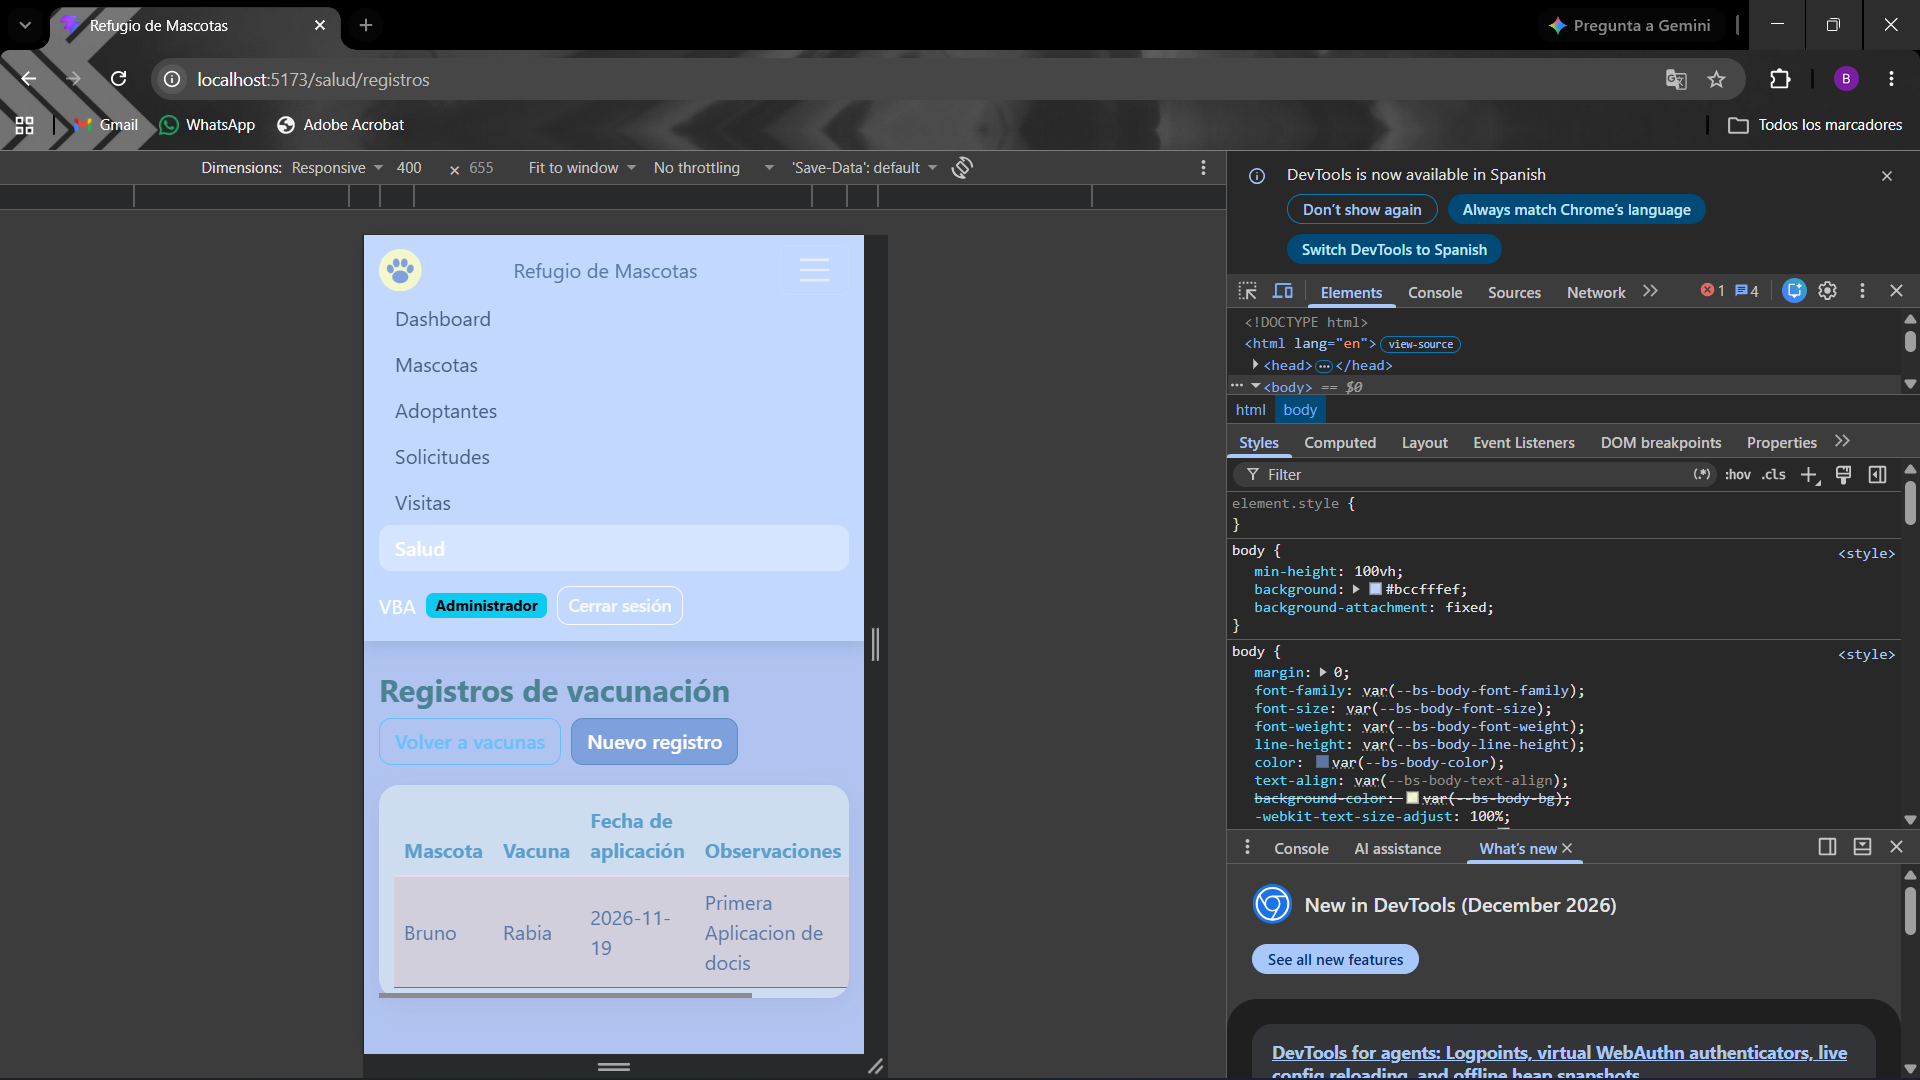 Refugio de Mascotas
Pregunta a Gemini
localhost:5173/salud/registros
B
Gmail
WhatsApp
Adobe Acrobat
Todos los marcadores
Dimensions: Responsive
400
×
655
Fit to window
No throttling
'Save-Data': default
Refugio de Mascotas
Dashboard
Mascotas
Adoptantes
Solicitudes
Visitas
Salud
VBA
Administrador
Cerrar sesión
Registros de vacunación
Volver a vacunas
Nuevo registro
Mascota
Vacuna
Fecha de
aplicación
Observaciones
Bruno
Rabia
2026-11-
19
Primera
Aplicacion de
docis
DevTools is now available in Spanish
Don't show again
Always match Chrome's language
Switch DevTools to Spanish
Elements
Console
Sources
Network
1
4
<!DOCTYPE html>
<html lang="en"> view-source
<head> … </head>
<body> == $0
html
body
Styles
Computed
Layout
Event Listeners
DOM breakpoints
Properties
Filter
(.*)
:hov
.cls
element.style {
}
body {
<style>
min-height: 100vh;
background: #bccfffef;
background-attachment: fixed;
}
body {
<style>
margin: 0;
font-family: var(--bs-body-font-family);
font-size: var(--bs-body-font-size);
font-weight: var(--bs-body-font-weight);
line-height: var(--bs-body-line-height);
color: var(--bs-body-color);
text-align: var(--bs-body-text-align);
background-color: var(--bs-body-bg);
-webkit-text-size-adjust: 100%;
Console
AI assistance
What's new
New in DevTools (December 2026)
See all new features
DevTools for agents: Logpoints, virtual WebAuthn authenticators, live
config reloading, and offline heap snapshots